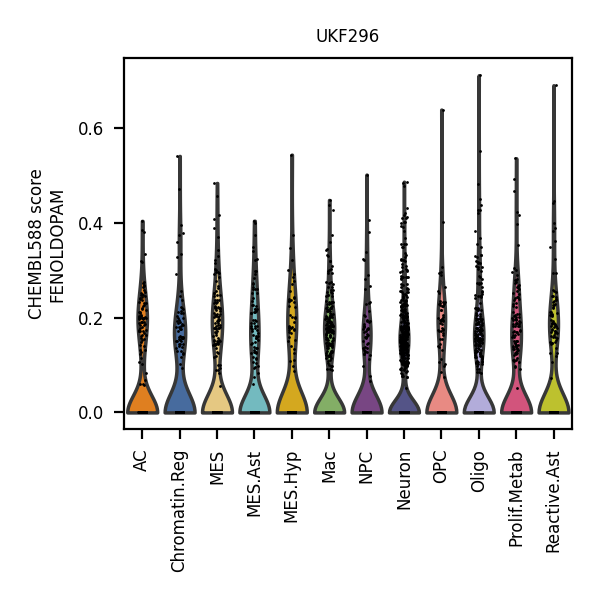 UKF296
CHEMBL588 score
FENOLDOPAM
0.6
0.4
0.2
0.0
AC
Chromatin.Reg
MES
MES.Ast
MES.Hyp
Mac
NPC
Neuron
OPC
Oligo
Prolif.Metab
Reactive.Ast